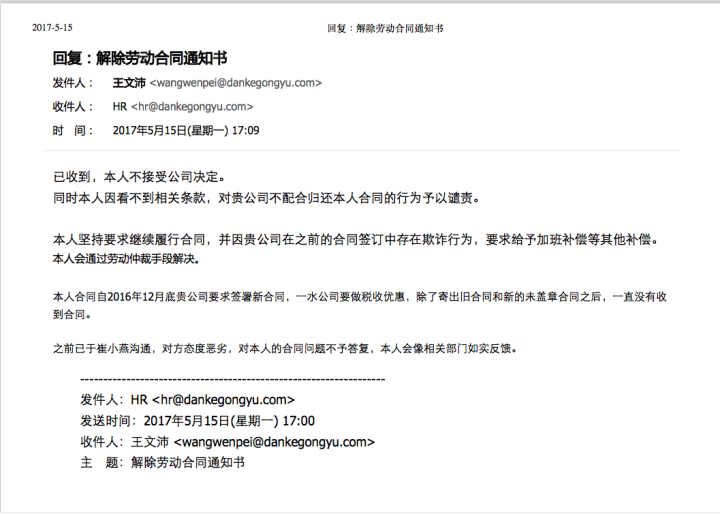 2017-5-15 回复：解除劳动合同通知书
回复：解除劳动合同通知书
发件人： 王文沛 <wangwenpei@dankegongyu.com>
收件人： HR <hr@dankegongyu.com>
时 间： 2017年5月15日(星期一) 17:09
已收到，本人不接受公司决定。
同时本人因看不到相关条款，对贵公司不配合归还本人合同的行为予以谴责。
本人坚持要求继续履行合同，并因贵公司在之前的合同签订中存在欺诈行为，要求给予加班补偿等其他补偿。
本人会通过劳动仲裁手段解决。
本人合同自2016年12月底贵公司要求签署新合同，一水公司要做税收优惠，除了寄出旧合同和新的未盖章合同之后，一直没有收
到合同。
之前已于崔小燕沟通，对方态度恶劣，对本人的合同问题不予答复，本人会像相关部门如实反馈。
------------------------------------------------------------------
发件人：HR <hr@dankegongyu.com>
发送时间：2017年5月15日(星期一) 17:00
收件人：王文沛 <wangwenpei@dankegongyu.com>
主 题：解除劳动合同通知书